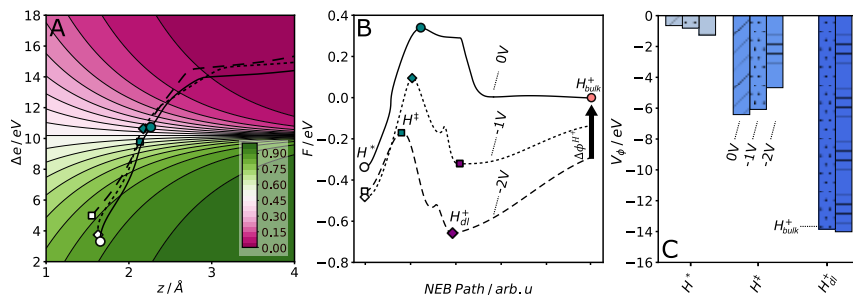 A
18
16
14
12
10
8
6
4
2
Δe/eV
1
2
3
4
z / Å
0.90
0.75
0.60
0.45
0.30
0.15
0.00
B
0.4
0.2
0.0
−0.2
−0.4
−0.6
−0.8
F / eV
NEB Path / arb. u
H*
H‡
H⁺dl
H⁺bulk
0V
-1V
-2V
C
−0
−2
−4
−6
−8
−10
−12
−14
−16
Vϕ / eV
0V
-1V
-2V
H⁺bulk
H*
H‡
H⁺dl